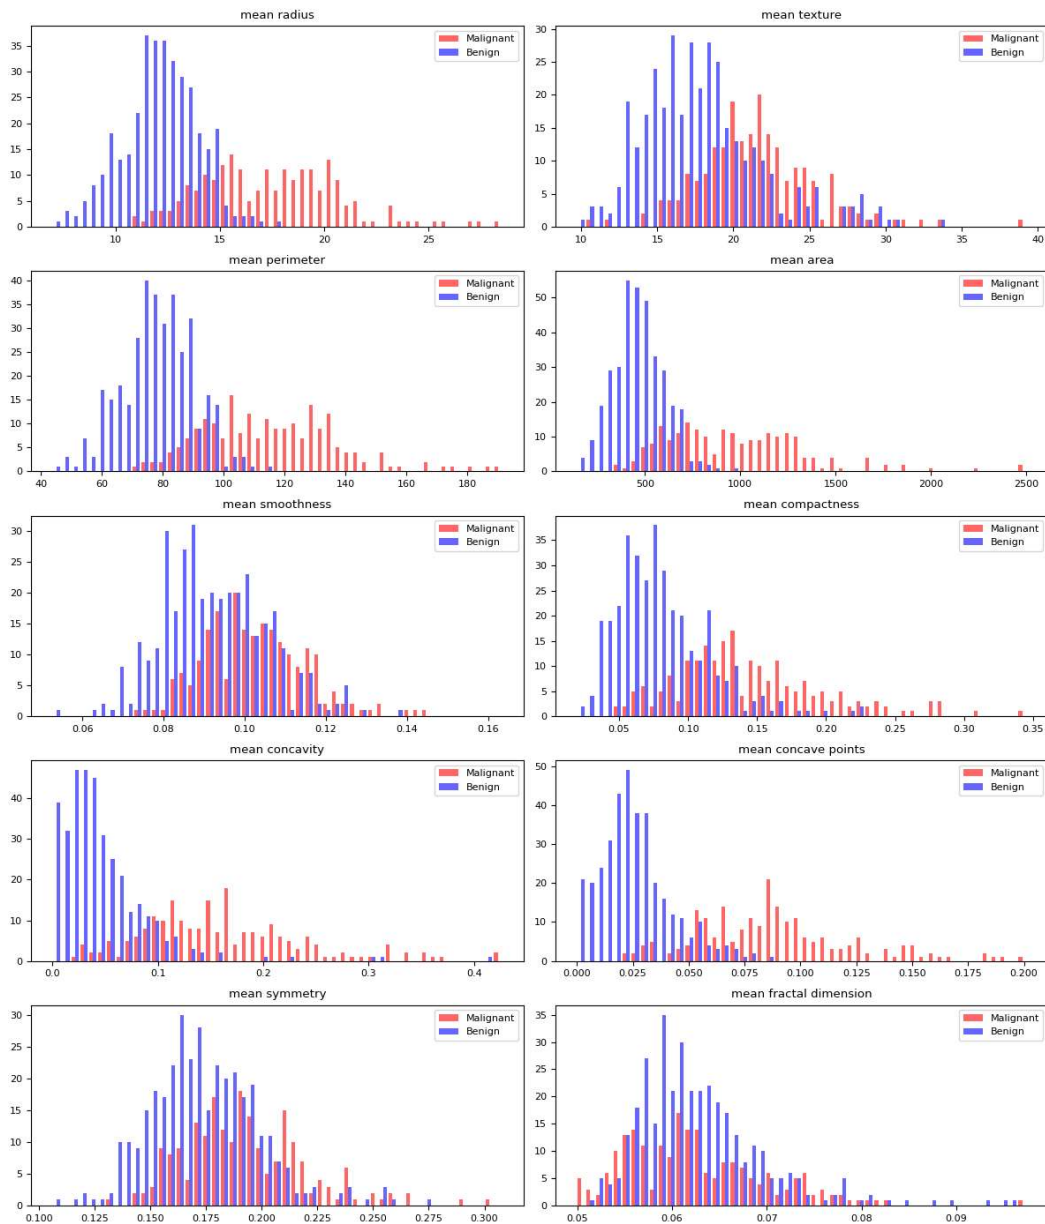 mean radius
Malignant
Benign
35
30
25
20
15
10
5
0
10 15 20 25
mean texture
Malignant
Benign
30
25
20
15
10
5
0
10 15 20 25 30 35 40
mean perimeter
Malignant
Benign
40
35
30
25
20
15
10
5
0
40 60 80 100 120 140 160 180
mean area
Malignant
Benign
50
40
30
20
10
0
500 1000 1500 2000 2500
mean smoothness
Malignant
Benign
30
25
20
15
10
5
0
0.06 0.08 0.10 0.12 0.14 0.16
mean compactness
Malignant
Benign
35
30
25
20
15
10
5
0
0.05 0.10 0.15 0.20 0.25 0.30 0.35
mean concavity
Malignant
Benign
40
30
20
10
0
0.0 0.1 0.2 0.3 0.4
mean concave points
Malignant
Benign
50
40
30
20
10
0
0.000 0.025 0.050 0.075 0.100 0.125 0.150 0.175 0.200
mean symmetry
Malignant
Benign
30
25
20
15
10
5
0
0.100 0.125 0.150 0.175 0.200 0.225 0.250 0.275 0.300
mean fractal dimension
Malignant
Benign
35
30
25
20
15
10
5
0
0.05 0.06 0.07 0.08 0.09